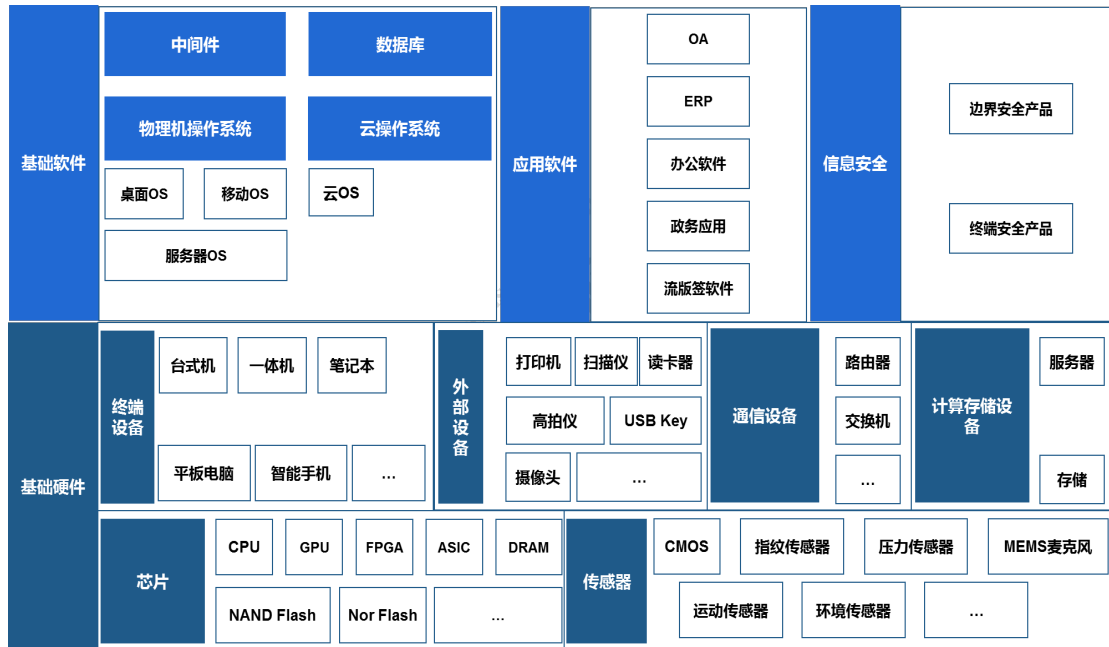 基础软件
中间件
数据库
物理机操作系统
云操作系统
桌面OS
移动OS
云OS
服务器OS
应用软件
OA
ERP
办公软件
政务应用
流版签软件
信息安全
边界安全产品
终端安全产品
基础硬件
终端
设备
台式机
一体机
笔记本
平板电脑
智能手机
…
外
部
设
备
打印机
扫描仪
读卡器
高拍仪
USB Key
摄像头
…
通信设备
路由器
交换机
…
计算存储设
备
服务器
存储
芯片
CPU
GPU
FPGA
ASIC
DRAM
NAND Flash
Nor Flash
…
传感器
CMOS
指纹传感器
压力传感器
MEMS麦克风
运动传感器
环境传感器
…